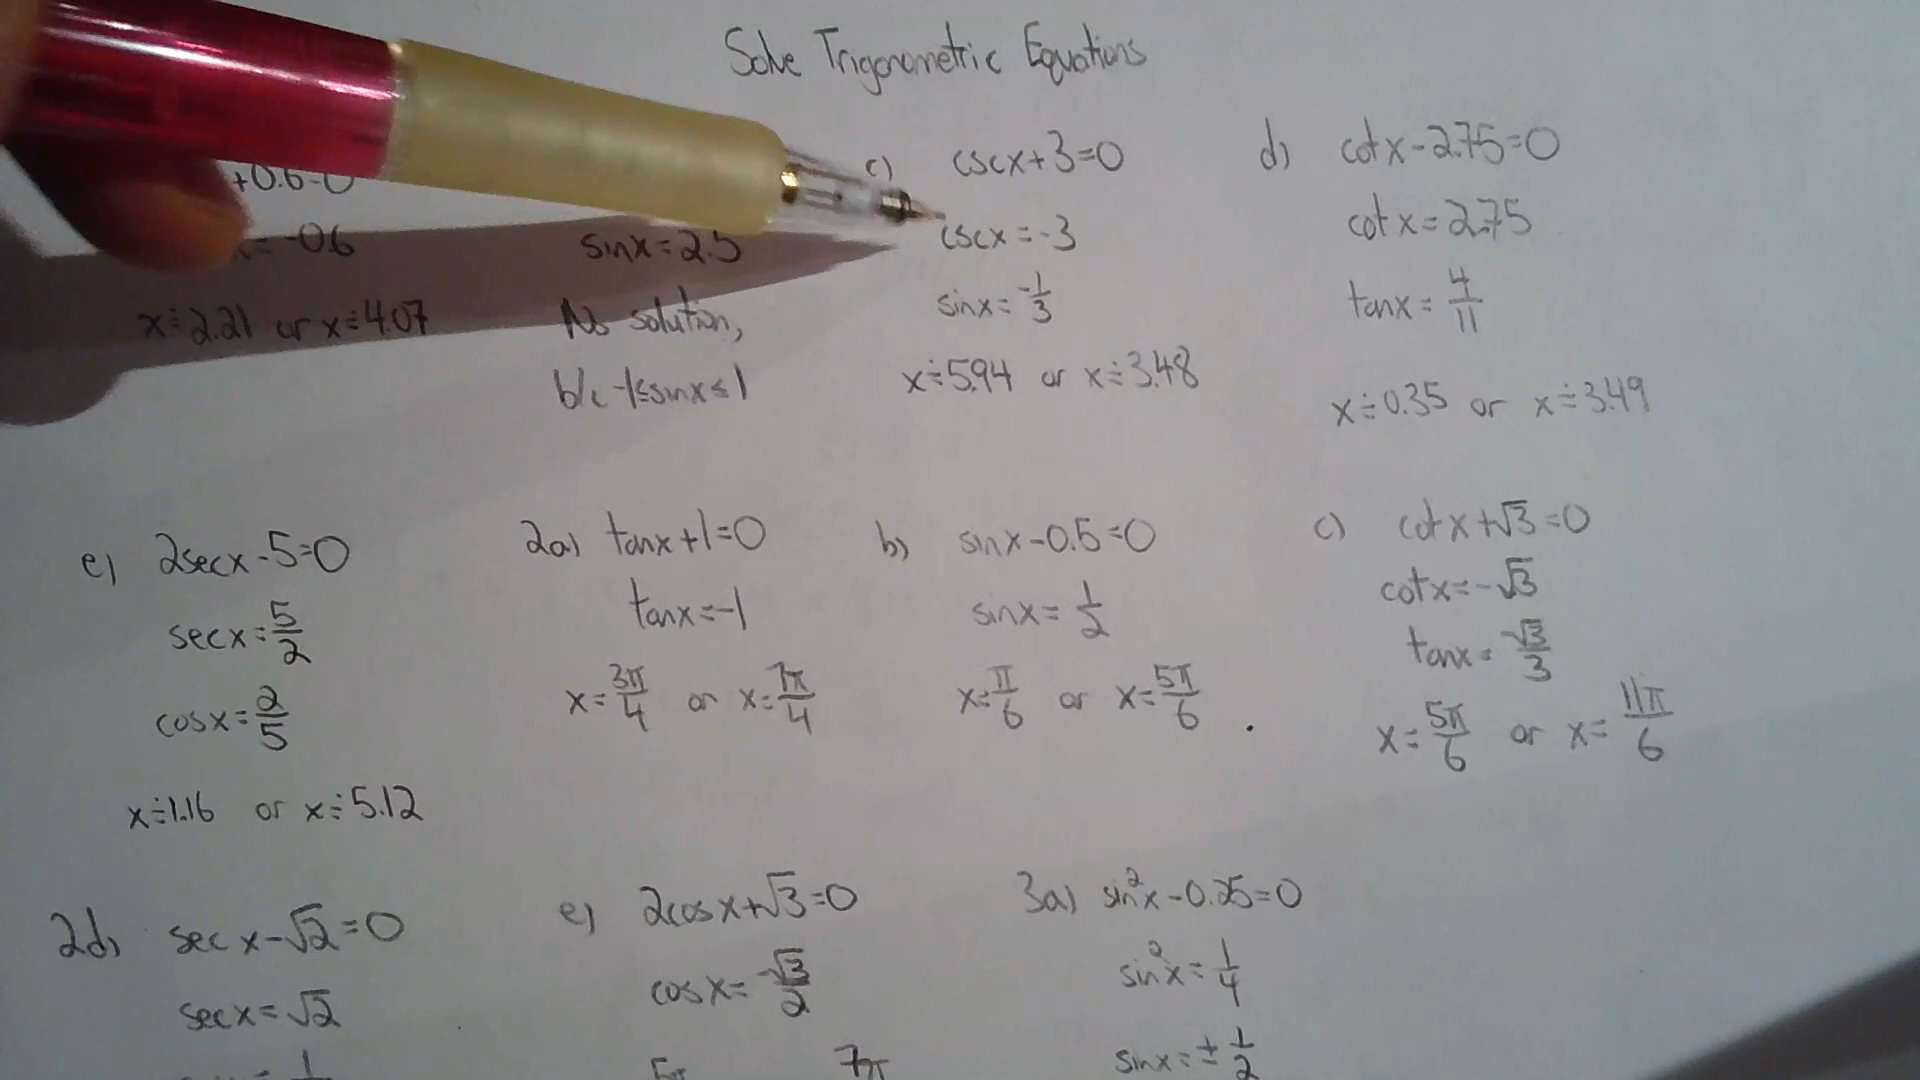 Solve Trigonometric Equations
+0.6=0
= -0.6
x≐2.21 or x≐4.07
sinx=2.5
No solution,
b/c -1≤sinx≤1
c) cscx+3=0
cscx=-3
sinx=-1/3
x≐5.94 or x≐3.48
d) cotx-2.75=0
cotx=2.75
tanx=4/11
x≐0.35 or x≐3.49
e) 2secx-5=0
secx=5/2
cosx=2/5
x≐1.16 or x≐5.12
2a) tanx+1=0
tanx=-1
x=3π/4 or x=7π/4
b) sinx-0.5=0
sinx=1/2
x=π/6 or x=5π/6
c) cotx+√3=0
cotx=-√3
tanx=-√3/3
x=5π/6 or x=11π/6
2d) secx-√2=0
secx=√2
e) 2cosx+√3=0
cosx=-√3/2
7π
3a) sin²x-0.25=0
sin²x=1/4
sinx=±1/2